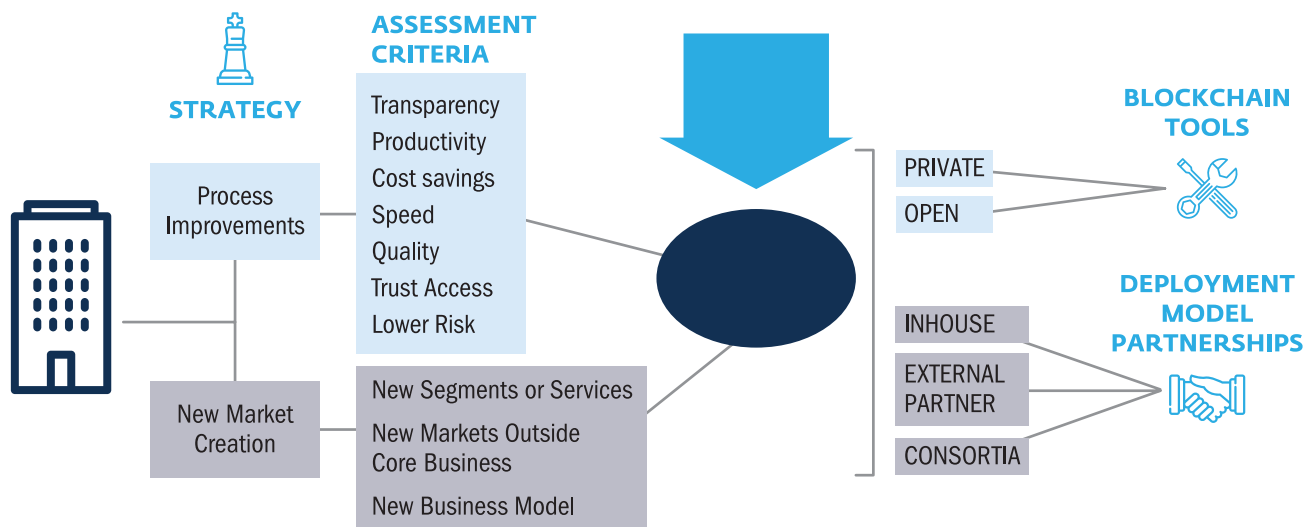 STRATEGY
Process
Improvements
New Market
Creation
ASSESSMENT
CRITERIA
Transparency
Productivity
Cost savings
Speed
Quality
Trust Access
Lower Risk
New Segments or Services
New Markets Outside
Core Business
New Business Model
PRIVATE
OPEN
BLOCKCHAIN
TOOLS
INHOUSE
EXTERNAL
PARTNER
CONSORTIA
DEPLOYMENT
MODEL
PARTNERSHIPS